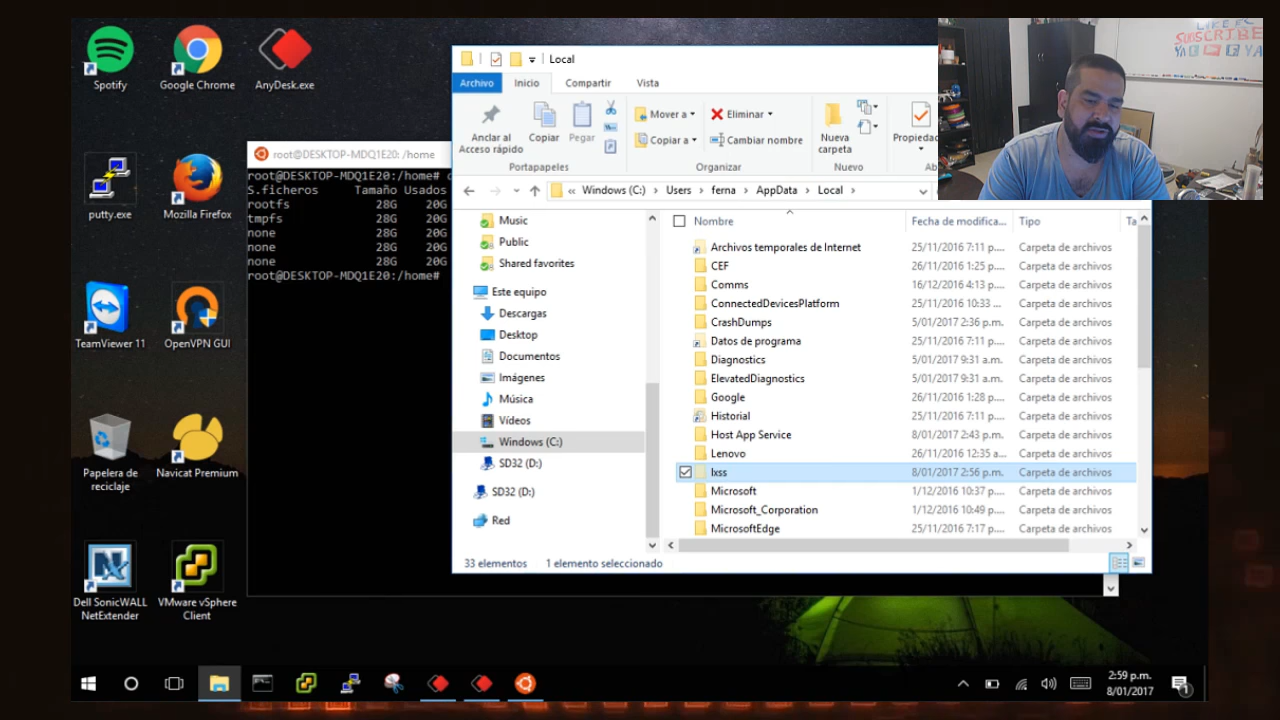 Spotify
Google Chrome
AnyDesk.exe
putty.exe
Mozilla Firefox
TeamViewer 11
OpenVPN GUI
Papelera de
reciclaje
Navicat Premium
Dell SonicWALL
NetExtender
VMware vSphere
Client
root@DESKTOP-MDQ1E20: /home
root@DESKTOP-MDQ1E20:/home#
S.ficheros Tamaño Usados
rootfs 28G 20G
tmpfs 28G 20G
none 28G 20G
none 28G 20G
none 28G 20G
root@DESKTOP-MDQ1E20:/home#
Local
Archivo Inicio Compartir Vista
Anclar al
Acceso rápido
Copiar
Pegar
Portapapeles
Mover a
Copiar a
Eliminar
Cambiar nombre
Organizar
Nueva
carpeta
Nuevo
Propiedad
Ab
« Windows (C:) > Users > ferna > AppData > Local >
Music
Public
Shared favorites
Este equipo
Descargas
Desktop
Documentos
Imágenes
Música
Vídeos
Windows (C:)
SD32 (D:)
SD32 (D:)
Red
Nombre Fecha de modifica... Tipo Ta
Archivos temporales de Internet 25/11/2016 7:11 p.... Carpeta de archivos
CEF 26/11/2016 1:25 p.... Carpeta de archivos
Comms 16/12/2016 4:13 p.... Carpeta de archivos
ConnectedDevicesPlatform 25/11/2016 10:33 ... Carpeta de archivos
CrashDumps 5/01/2017 2:36 p.m. Carpeta de archivos
Datos de programa 25/11/2016 7:11 p.... Carpeta de archivos
Diagnostics 5/01/2017 9:31 a.m. Carpeta de archivos
ElevatedDiagnostics 5/01/2017 9:31 a.m. Carpeta de archivos
Google 26/11/2016 1:28 p.... Carpeta de archivos
Historial 25/11/2016 7:11 p.... Carpeta de archivos
Host App Service 8/01/2017 2:43 p.m. Carpeta de archivos
Lenovo 26/11/2016 12:35 a... Carpeta de archivos
lxss 8/01/2017 2:56 p.m. Carpeta de archivos
Microsoft 1/12/2016 10:37 p.... Carpeta de archivos
Microsoft_Corporation 1/12/2016 10:49 p.... Carpeta de archivos
MicrosoftEdge 25/11/2016 7:17 p.... Carpeta de archivos
33 elementos 1 elemento seleccionado
SUBSCRIBE
2:59 p.m.
8/01/2017
1